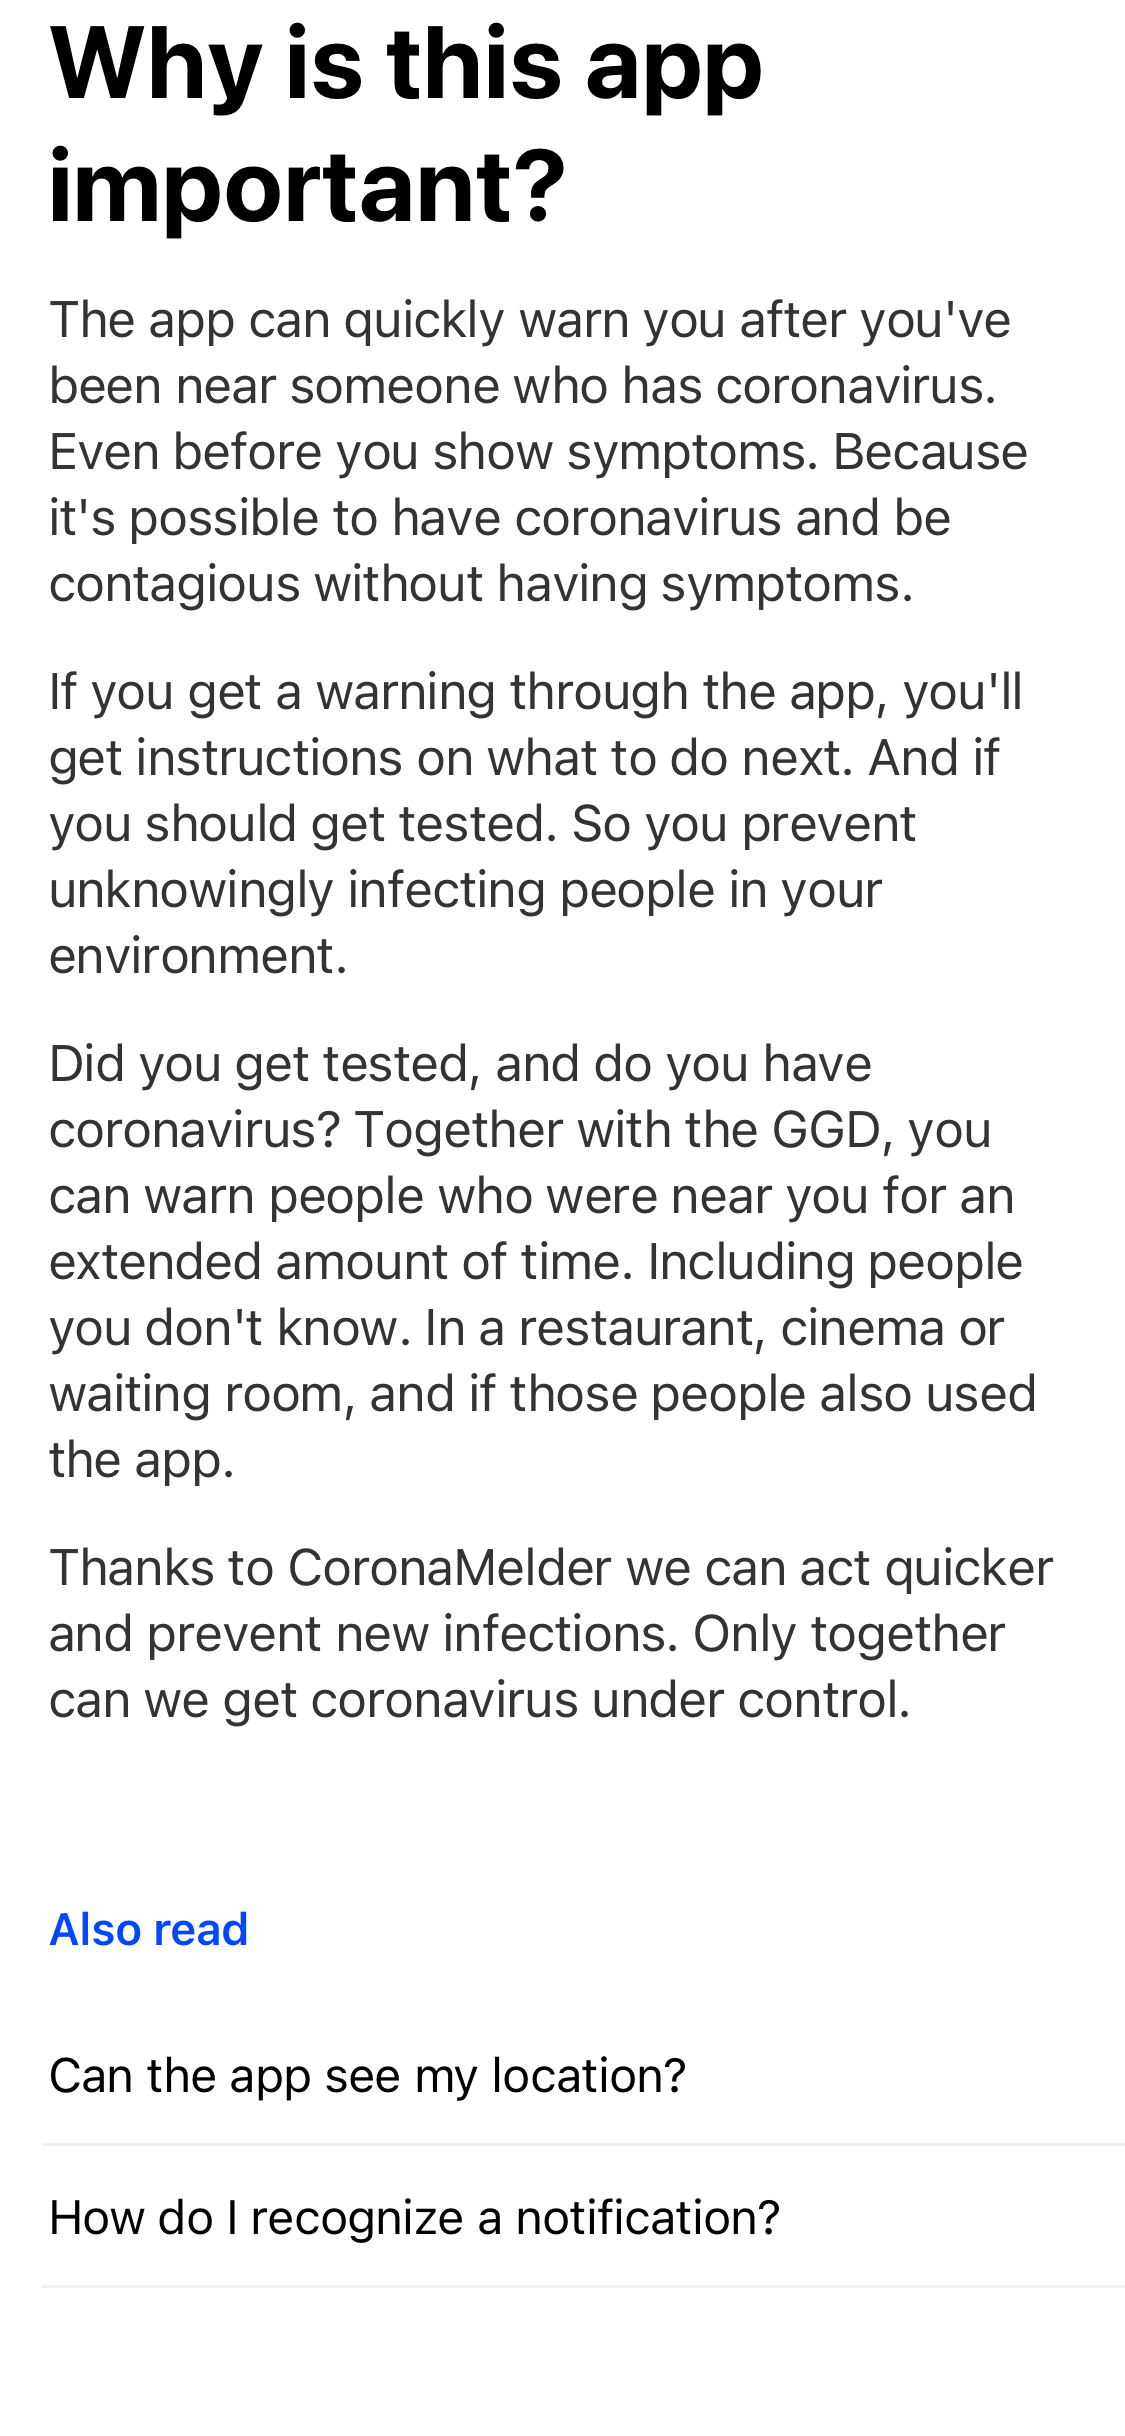 Why is this app
important?
The app can quickly warn you after you've
been near someone who has coronavirus.
Even before you show symptoms. Because
it's possible to have coronavirus and be
contagious without having symptoms.
If you get a warning through the app, you'll
get instructions on what to do next. And if
you should get tested. So you prevent
unknowingly infecting people in your
environment.
Did you get tested, and do you have
coronavirus? Together with the GGD, you
can warn people who were near you for an
extended amount of time. Including people
you don't know. In a restaurant, cinema or
waiting room, and if those people also used
the app.
Thanks to CoronaMelder we can act quicker
and prevent new infections. Only together
can we get coronavirus under control.
Also read
Can the app see my location?
How do I recognize a notification?